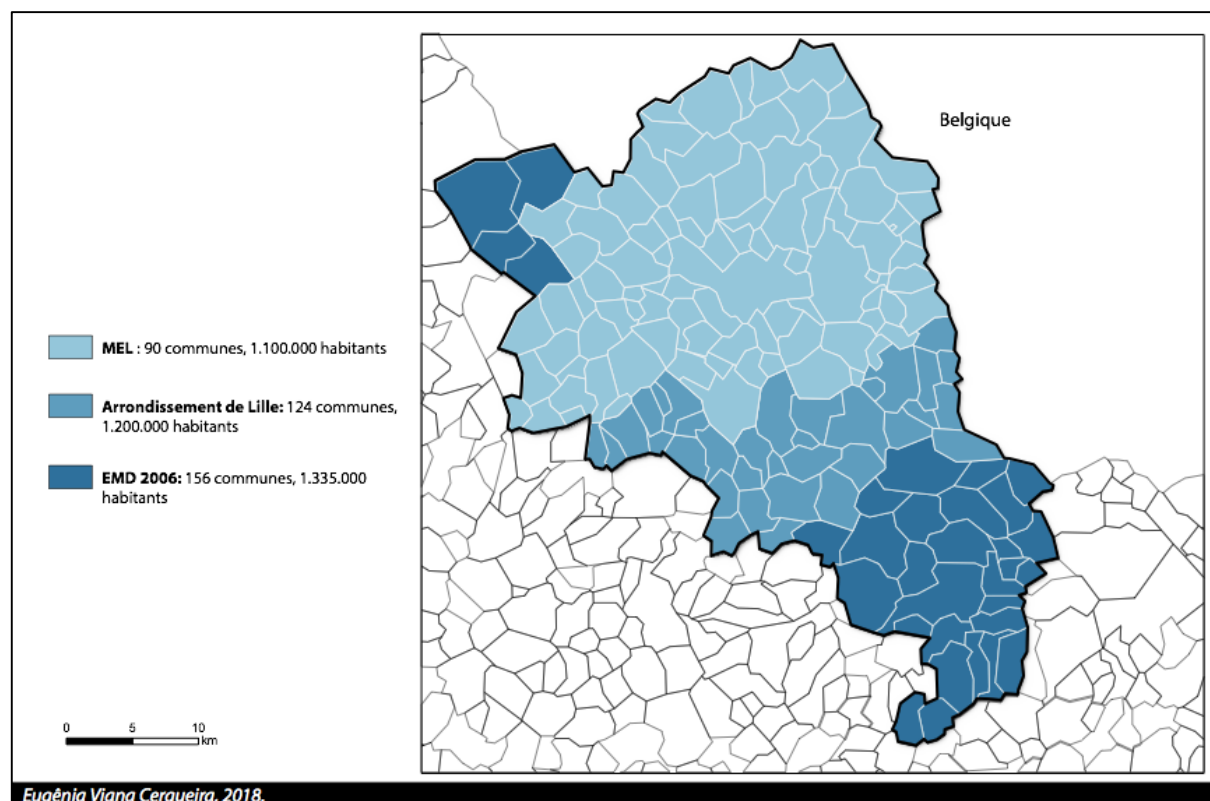 Belgique
MEL : 90 communes, 1.100.000 habitants
Arrondissement de Lille: 124 communes,
1.200.000 habitants
EMD 2006: 156 communes, 1.335.000
habitants
0 5 10
km
Eugênia Viana Cerqueira, 2018.